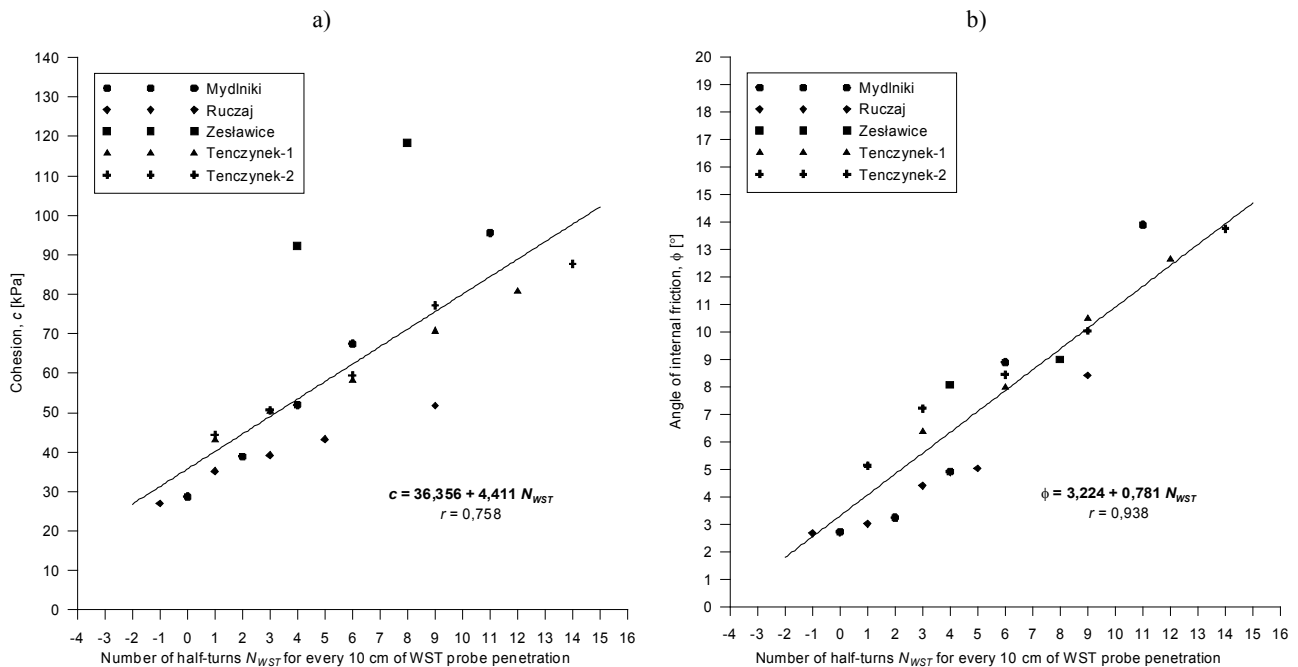 a)
140
130
120
110
100
90
80
70
60
50
40
30
20
10
0
Cohesion, c [kPa]
Mydlniki
Ruczaj
Zesławice
Tenczynek-1
Tenczynek-2
c = 36,356 + 4,411 NWST
r = 0,758
-4 -3 -2 -1 0 1 2 3 4 5 6 7 8 9 10 11 12 13 14 15 16
Number of half-turns NWST for every 10 cm of WST probe penetration
b)
20
19
18
17
16
15
14
13
12
11
10
9
8
7
6
5
4
3
2
1
0
Angle of internal friction, ϕ [°]
Mydlniki
Ruczaj
Zesławice
Tenczynek-1
Tenczynek-2
ϕ = 3,224 + 0,781 NWST
r = 0,938
-4 -3 -2 -1 0 1 2 3 4 5 6 7 8 9 10 11 12 13 14 15 16
Number of half-turns NWST for every 10 cm of WST probe penetration